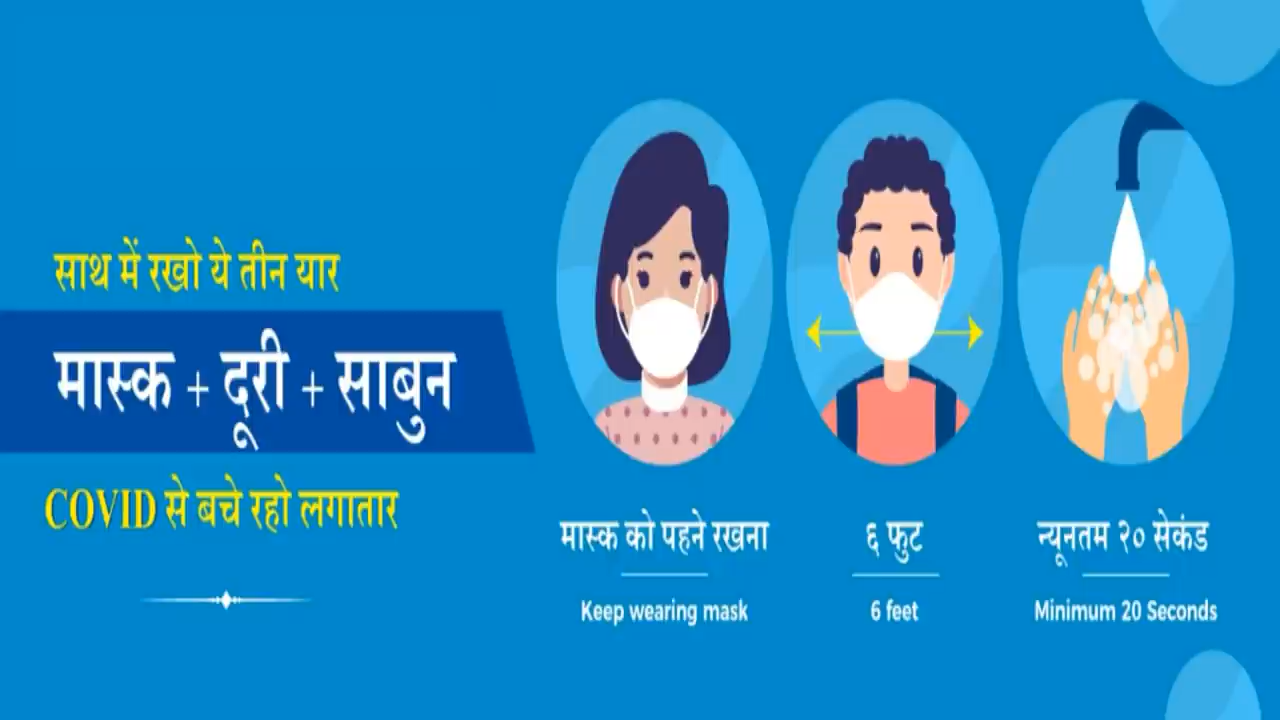 साथ में रखो ये तीन यार
मास्क + दूरी + साबुन
COVID से बचे रहो लगातार
मास्क को पहने रखना
Keep wearing mask
६ फुट
6 feet
न्यूनतम २० सेकंड
Minimum 20 Seconds